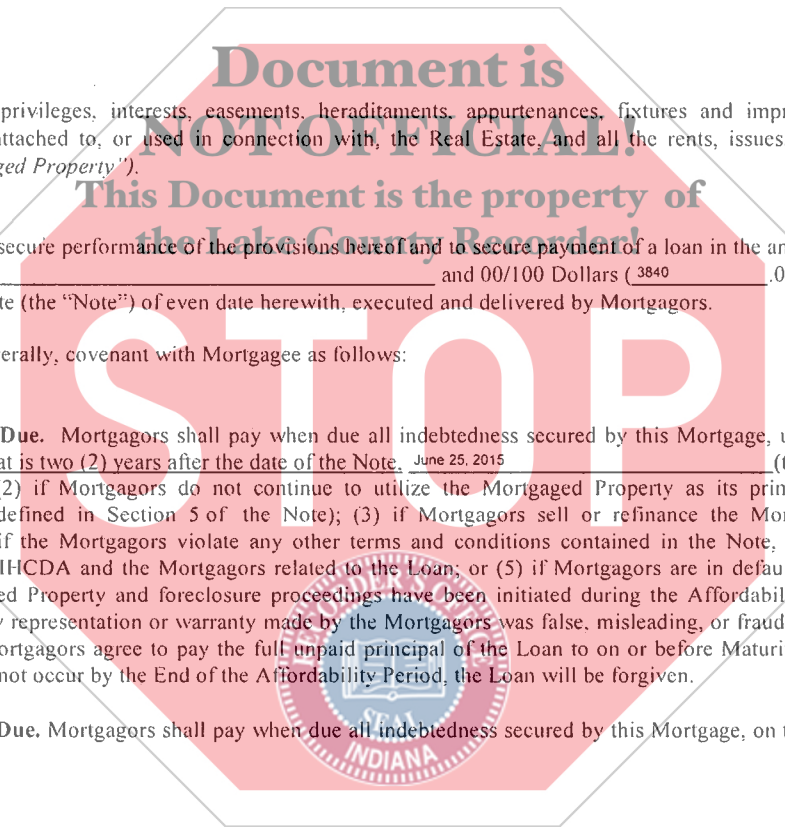 Document is
privileges, interests, easements, heraditaments, appurtenances, fixtures and impr
attached to, or used in connection with, the Real Estate, and all the rents, issues,
NOT OFFICIAL!
ged Property").
This Document is the property of
the Lake County Recorder!
secure performance of the provisions hereof and to secure payment of a loan in the am
and 00/100 Dollars ( 3840 .0
te (the “Note”) of even date herewith, executed and delivered by Mortgagors.
STOP
erally, covenant with Mortgagee as follows:
Due. Mortgagors shall pay when due all indebtedness secured by this Mortgage, u
at is two (2) years after the date of the Note, June 25, 2015 (t
(2) if Mortgagors do not continue to utilize the Mortgaged Property as its prin
defined in Section 5 of the Note); (3) if Mortgagors sell or refinance the Mor
if the Mortgagors violate any other terms and conditions contained in the Note,
IHCDA and the Mortgagors related to the Loan; or (5) if Mortgagors are in defau
ed Property and foreclosure proceedings have been initiated during the Affordabil
y representation or warranty made by the Mortgagors was false, misleading, or fraud
ortgagors agree to pay the full unpaid principal of the Loan to on or before Maturi
not occur by the End of the Affordability Period, the Loan will be forgiven.
Due. Mortgagors shall pay when due all indebtedness secured by this Mortgage, on t
RECORDER'S OFFICE
SEAL
INDIANA